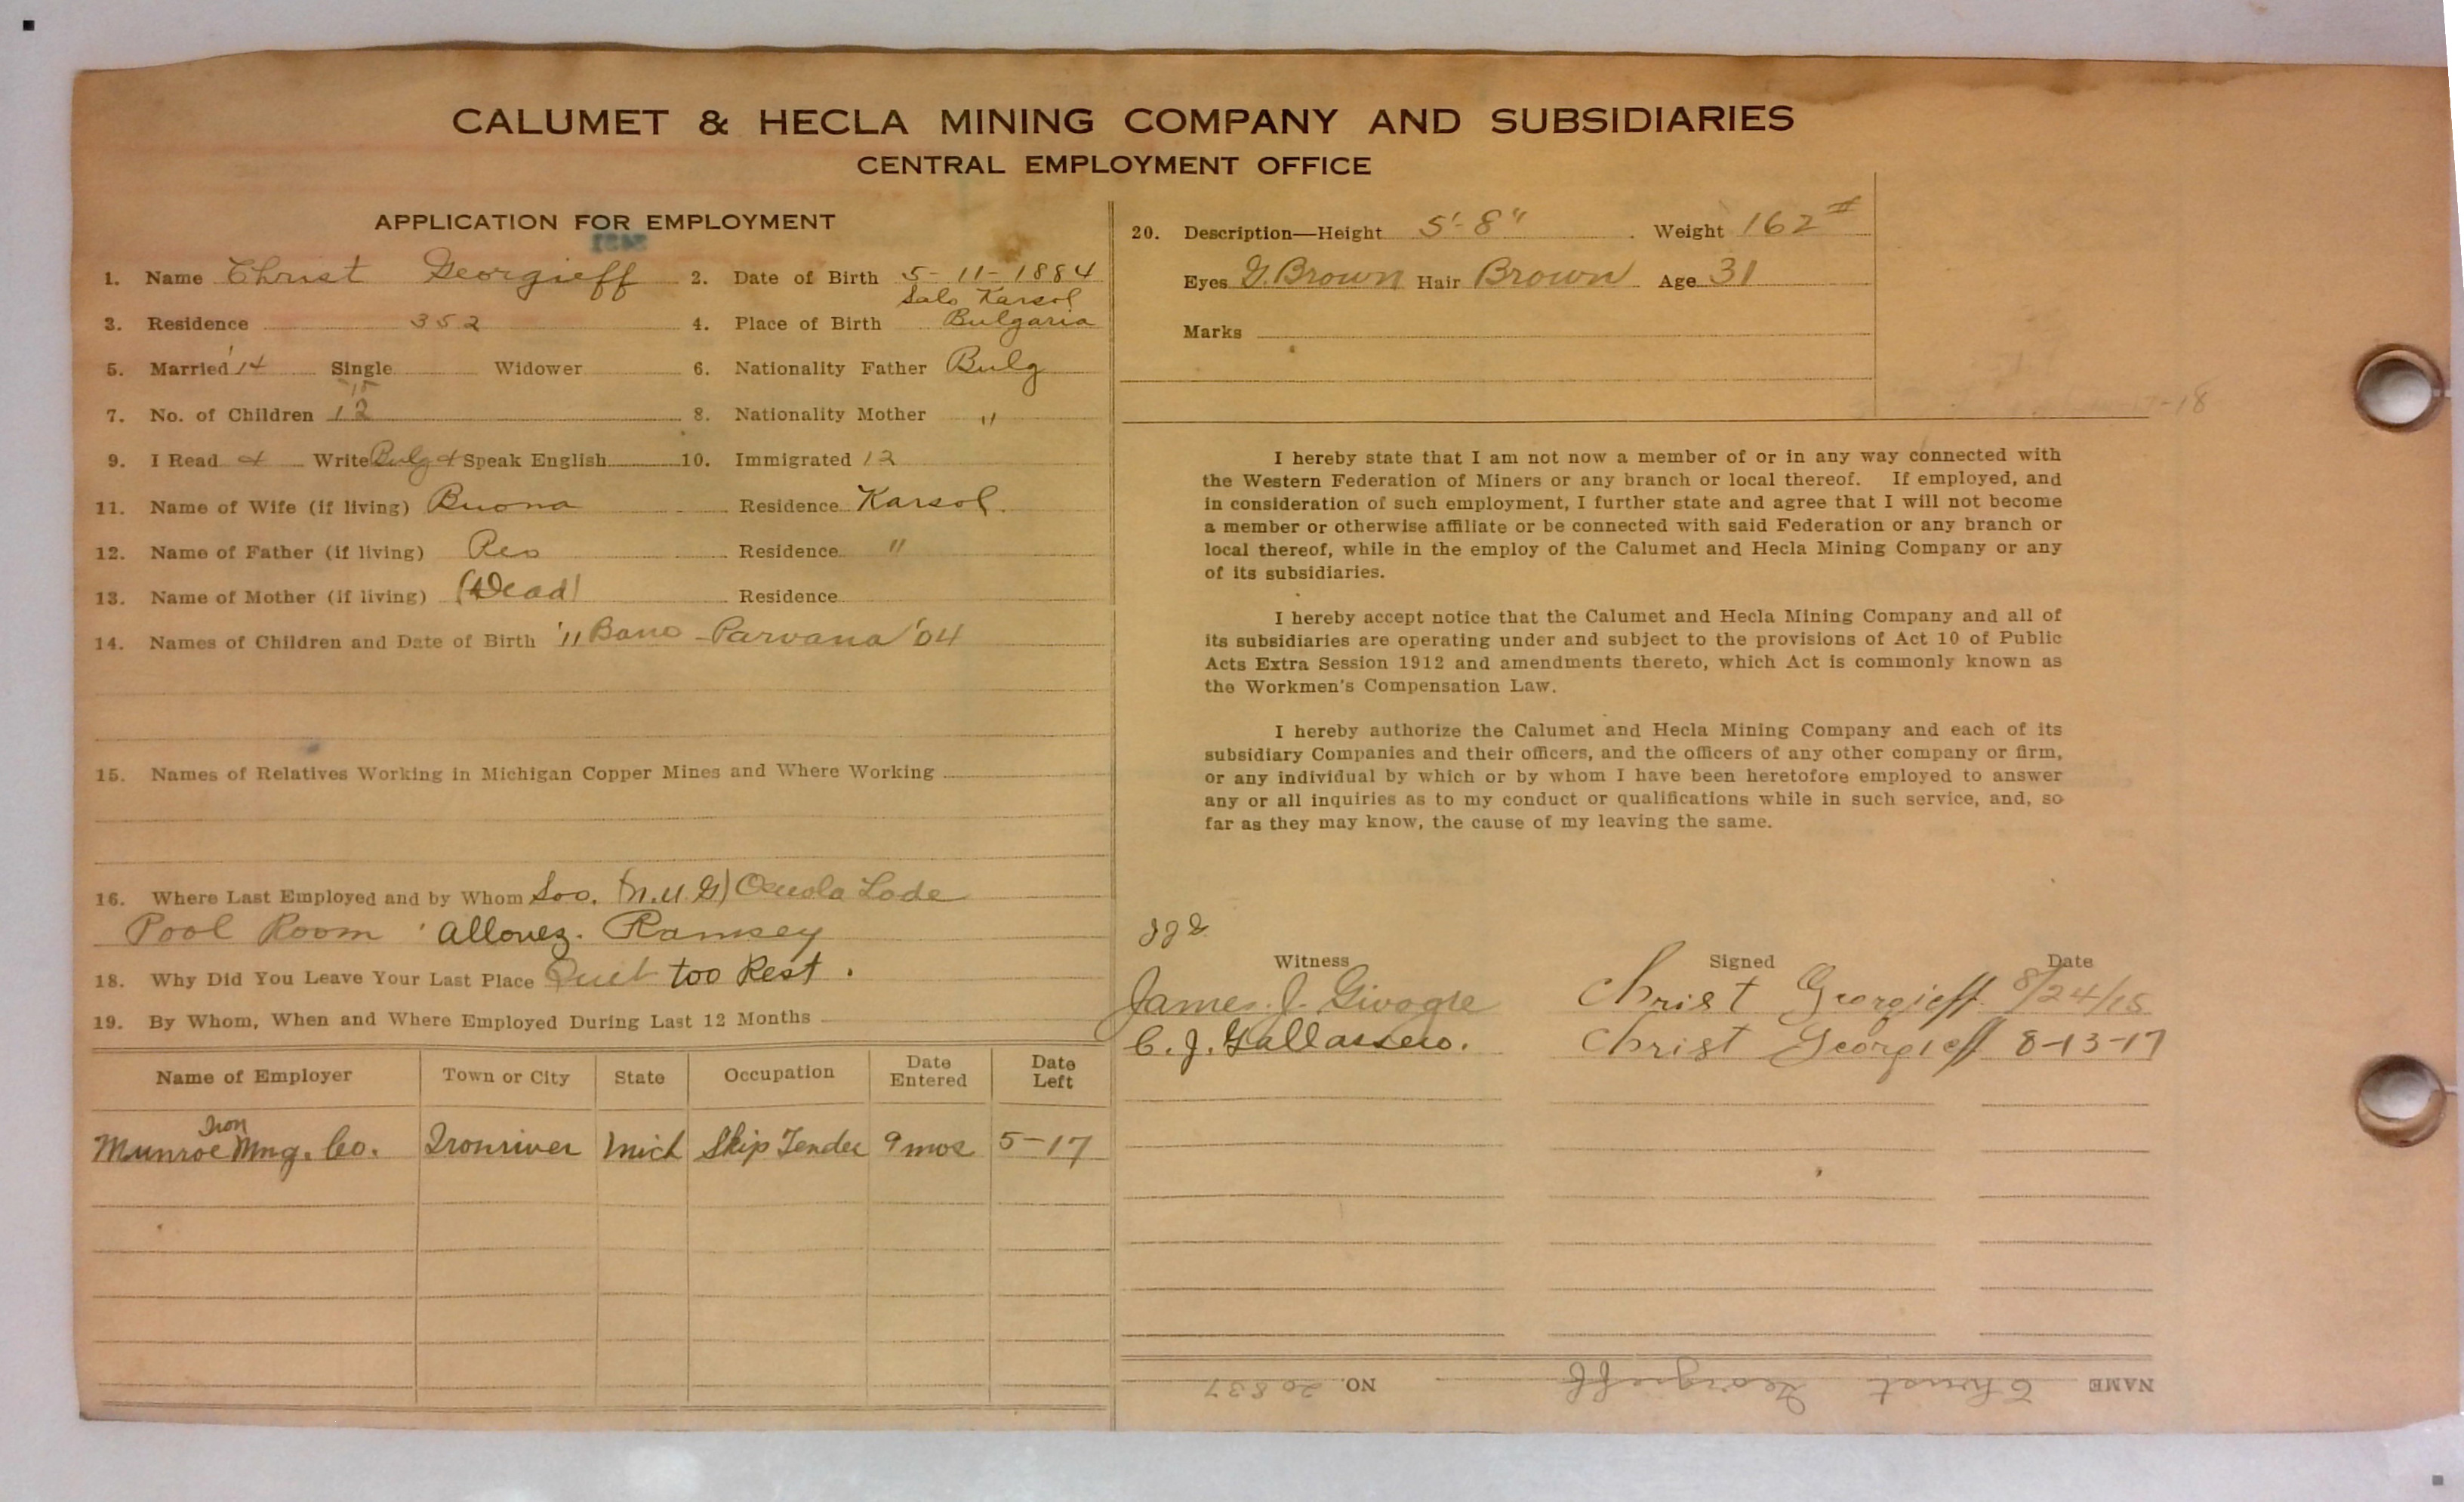 CALUMET & HECLA MINING COMPANY AND SUBSIDIARIES
CENTRAL EMPLOYMENT OFFICE
APPLICATION FOR EMPLOYMENT
1. Name Christ Georgieff 2. Date of Birth 5-11-1884
Salo Karsol
3. Residence 352 4. Place of Birth Bulgaria
5. Married '14 Single Widower 6. Nationality Father Bulg
'15
7. No. of Children 12 8. Nationality Mother "
9. I Read & Write Bulg & Speak English 10. Immigrated 12
11. Name of Wife (if living) Buona Residence Karsol.
12. Name of Father (if living) Residence "
13. Name of Mother (if living) (Dead) Residence
14. Names of Children and Date of Birth '11 Bano - Parvana '04
15. Names of Relatives Working in Michigan Copper Mines and Where Working
16. Where Last Employed and by Whom Soo. (N.U.G) Osceola Lode
Pool Room Allouez. Ramsey
18. Why Did You Leave Your Last Place Quit too Rest.
19. By Whom, When and Where Employed During Last 12 Months
Name of Employer Town or City State Occupation Date Entered Date Left
Munroe Iron Mng. Co. Ironriver Mich Skip Tender 9 mos 5-17
20. Description—Height 5'-8" Weight 162#
Eyes G.Brown Hair Brown Age 31
Marks
-18
I hereby state that I am not now a member of or in any way connected with
the Western Federation of Miners or any branch or local thereof. If employed, and
in consideration of such employment, I further state and agree that I will not become
a member or otherwise affiliate or be connected with said Federation or any branch or
local thereof, while in the employ of the Calumet and Hecla Mining Company or any
of its subsidiaries.
I hereby accept notice that the Calumet and Hecla Mining Company and all of
its subsidiaries are operating under and subject to the provisions of Act 10 of Public
Acts Extra Session 1912 and amendments thereto, which Act is commonly known as
the Workmen's Compensation Law.
I hereby authorize the Calumet and Hecla Mining Company and each of its
subsidiary Companies and their officers, and the officers of any other company or firm,
or any individual by which or by whom I have been heretofore employed to answer
any or all inquiries as to my conduct or qualifications while in such service, and, so
far as they may know, the cause of my leaving the same.
Witness Signed Date
James J. Givogre Christ Georgieff 8/24/15
C. J. Gallassero. Christ Georgieff 8-13-17
NAME Christ Georgieff NO. 20837